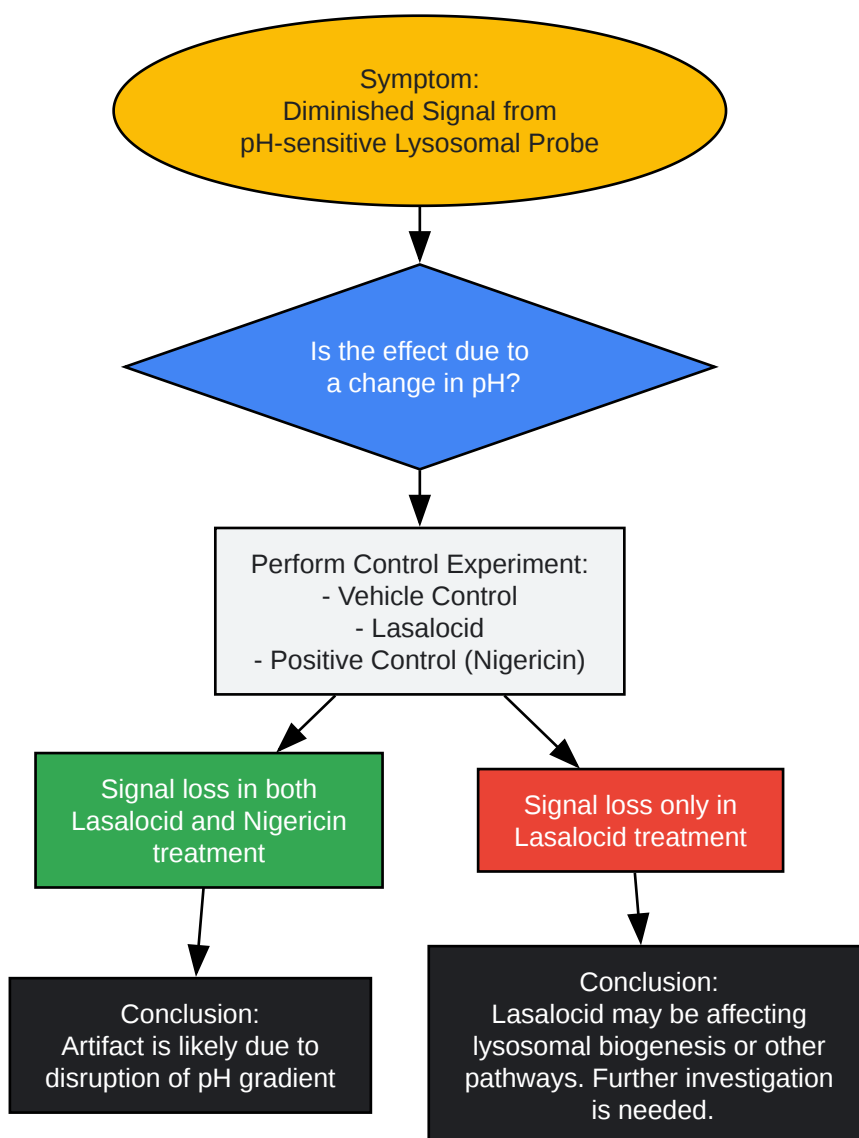 Symptom:
Diminished Signal from
pH-sensitive Lysosomal Probe
Is the effect due to
a change in pH?
Perform Control Experiment:
- Vehicle Control
- Lasalocid
- Positive Control (Nigericin)
Signal loss in both
Lasalocid and Nigericin
treatment
Signal loss only in
Lasalocid treatment
Conclusion:
Artifact is likely due to
disruption of pH gradient
Conclusion:
Lasalocid may be affecting
lysosomal biogenesis or other
pathways. Further investigation
is needed.